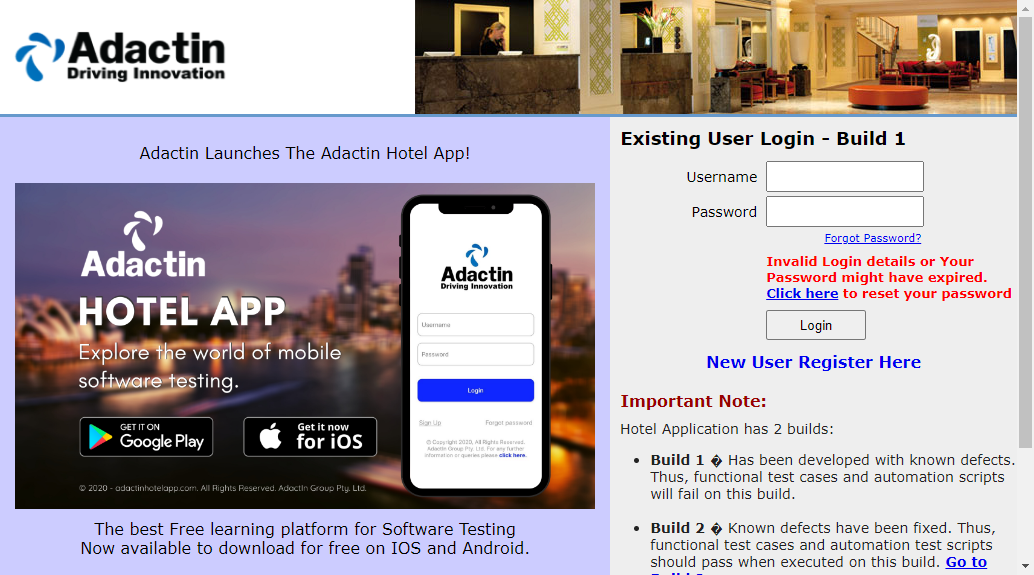 Adactin
Driving Innovation
Adactin Launches The Adactin Hotel App!
Adactin
HOTEL APP
Explore the world of mobile
software testing.
GET IT ON
Google Play
Get it now
for iOS
© 2020 - adactinhotelapp.com. All Rights Reserved. AdactIn Group Pty. Ltd.
Adactin
Driving Innovation
Username
Password
Login
Sign Up
Forgot password
© Copyright 2020, All Rights Reserved.
AdactIn Group Pty. Ltd. For any further
information or queries please click here.
The best Free learning platform for Software Testing
Now available to download for free on IOS and Android.
Existing User Login - Build 1
Username
Password
Forgot Password?
Invalid Login details or Your
Password might have expired.
Click here to reset your password
Login
New User Register Here
Important Note:
Hotel Application has 2 builds:
• Build 1 � Has been developed with known defects.
Thus, functional test cases and automation scripts
will fail on this build.
• Build 2 � Known defects have been fixed. Thus,
functional test cases and automation test scripts
should pass when executed on this build. Go to